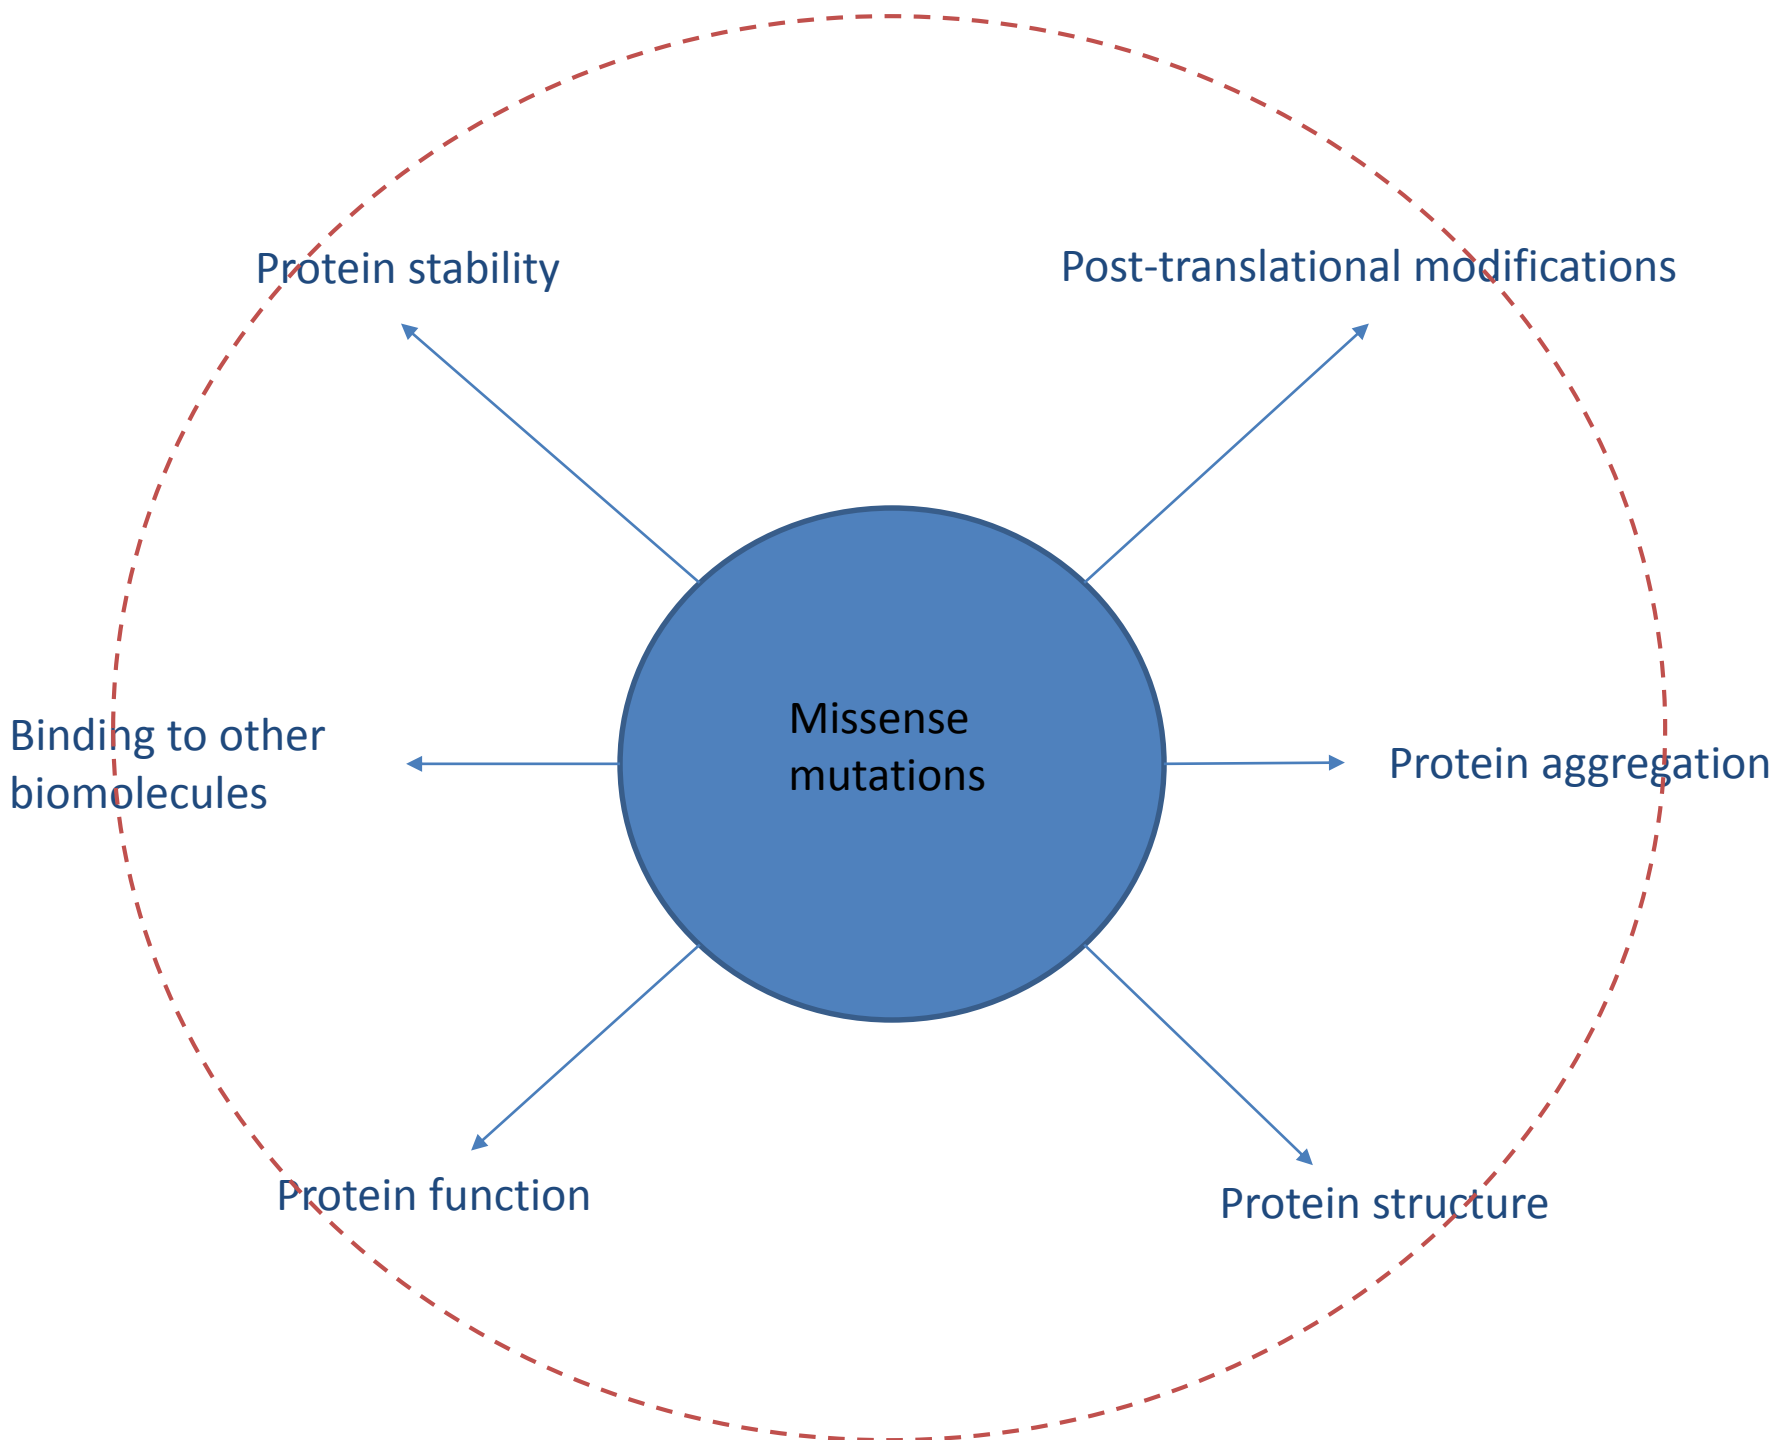 Protein stability
Post-translational modifications
Binding to other
biomolecules
Missense
mutations
Protein aggregation
Protein function
Protein structure